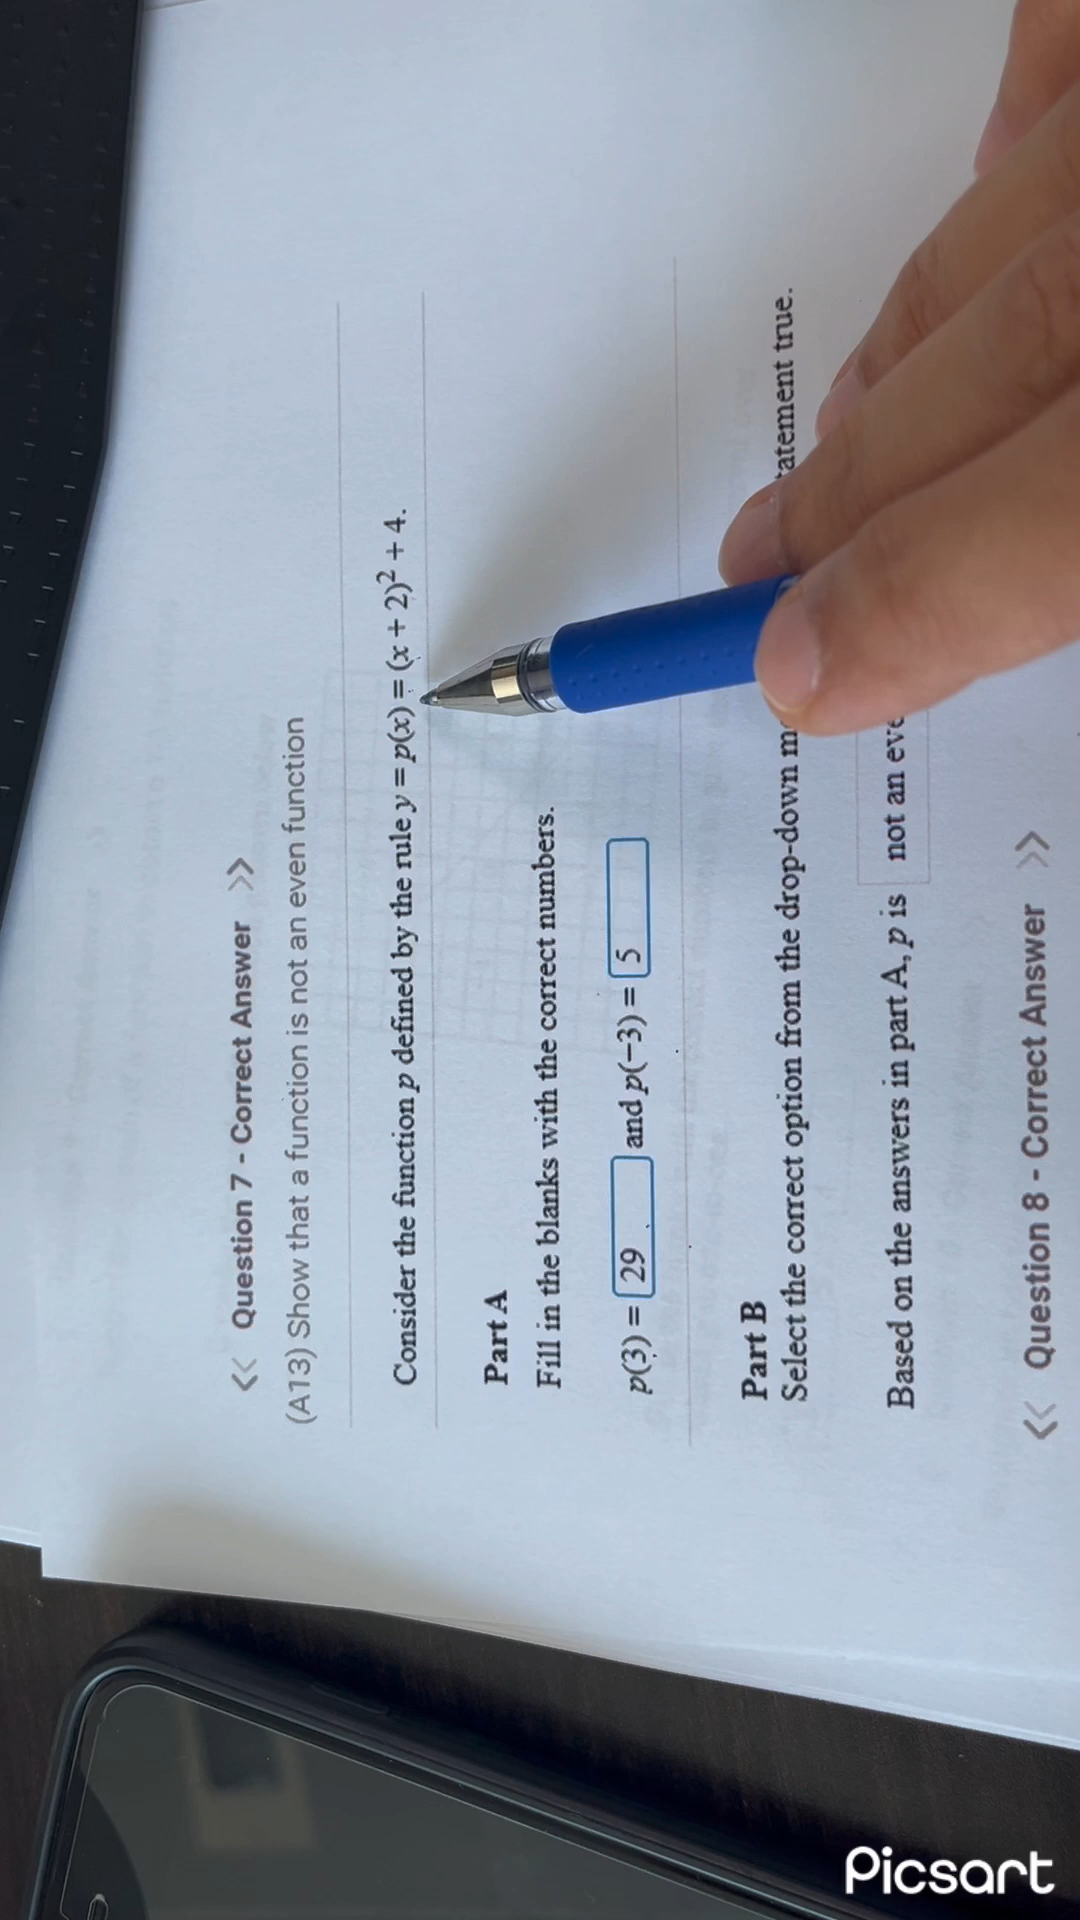 << Question 7 - Correct Answer >>
(A13) Show that a function is not an even function
Consider the function p defined by the rule y = p(x) = (x + 2)² + 4.
Part A
Fill in the blanks with the correct numbers.
p(3) = 29 and p(−3) = 5
Part B
Select the correct option from the drop-down true.
Based on the answers in part A, p is not an
<< Question 8 - Correct Answer >>
Picsart